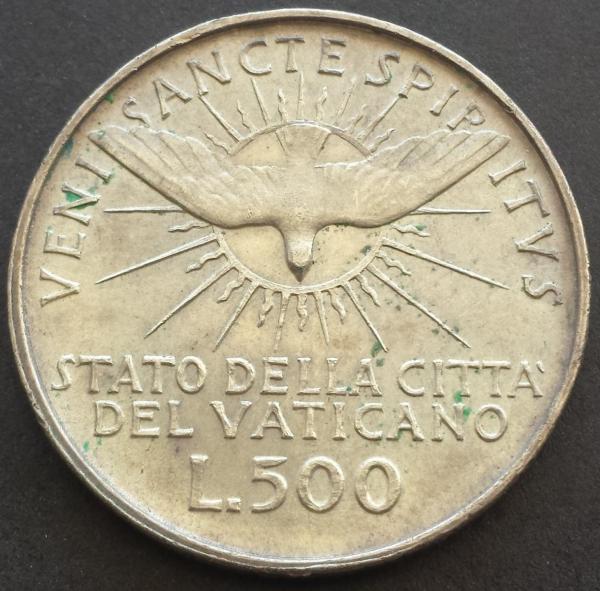 VENI SANCTE SPIRITVS
STATO DELLA CITTA'
DEL VATICANO
L.500